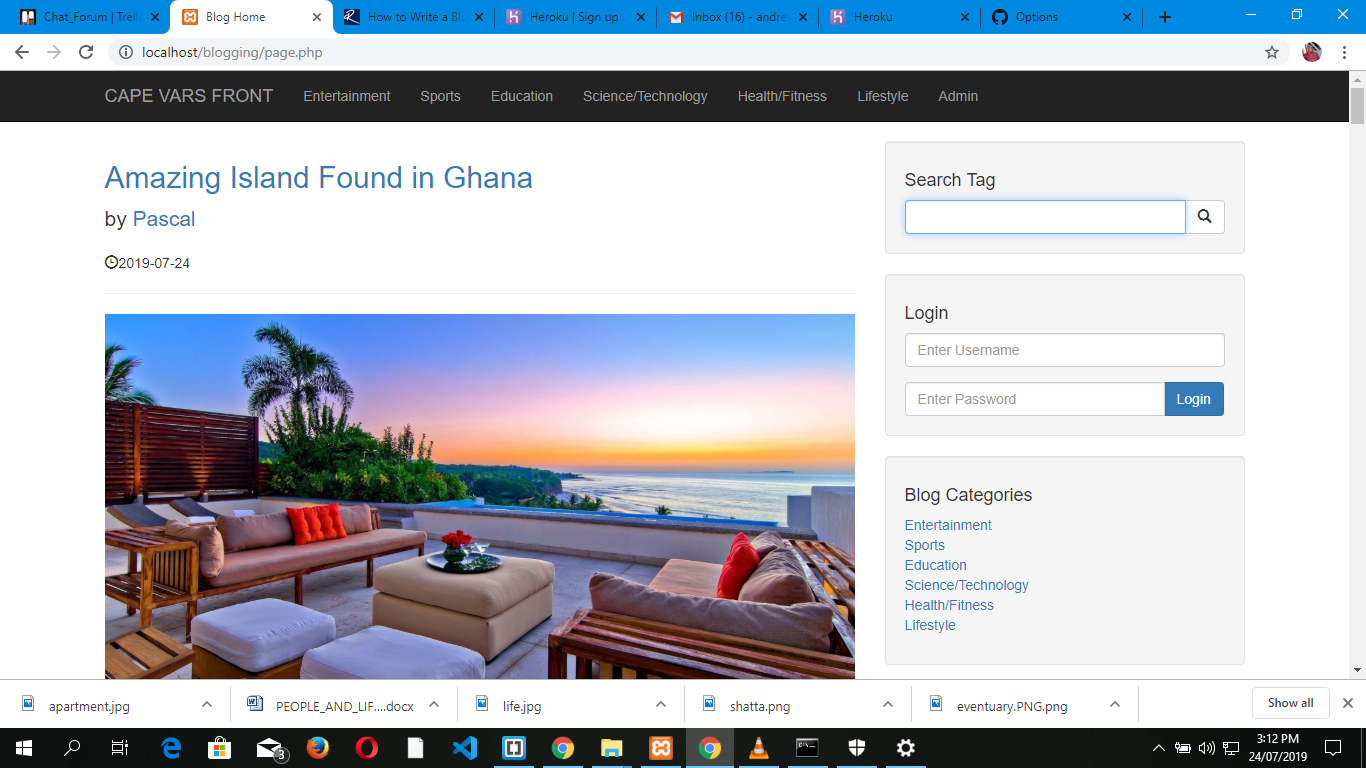 Chat_Forum | Trell
Blog Home
How to Write a Blo
Heroku | Sign up
Inbox (16) - andre
Heroku
Options
localhost/blogging/page.php
CAPE VARS FRONT
Entertainment
Sports
Education
Science/Technology
Health/Fitness
Lifestyle
Admin
Amazing Island Found in Ghana
by Pascal
2019-07-24
Search Tag
Login
Enter Username
Enter Password
Login
Blog Categories
Entertainment
Sports
Education
Science/Technology
Health/Fitness
Lifestyle
apartment.jpg
PEOPLE_AND_LIF....docx
life.jpg
shatta.png
eventuary.PNG.png
Show all
3
3:12 PM
24/07/2019